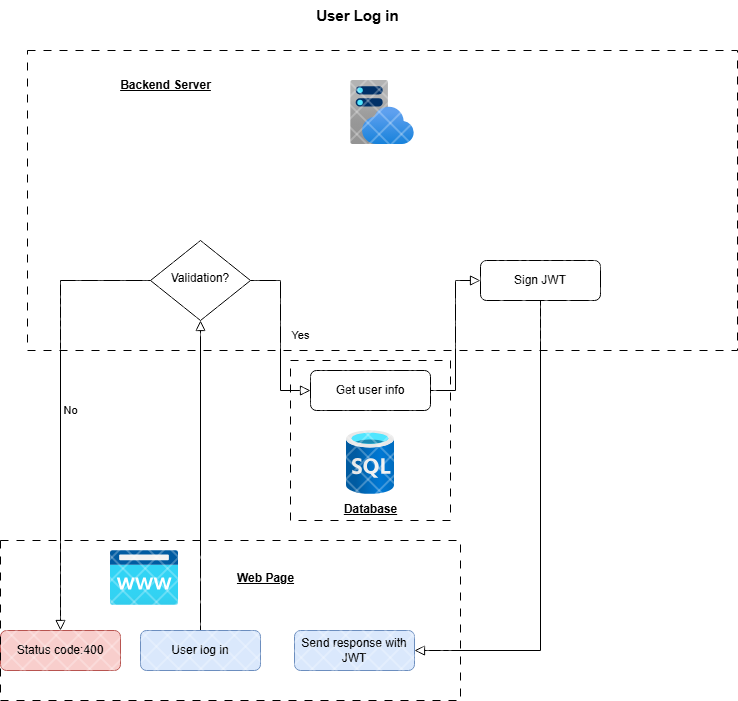 User Log in
Backend Server
Validation?
Sign JWT
Yes
Get user info
No
SQL
Database
WWW
Web Page
Status code:400
User log in
Send response with
JWT